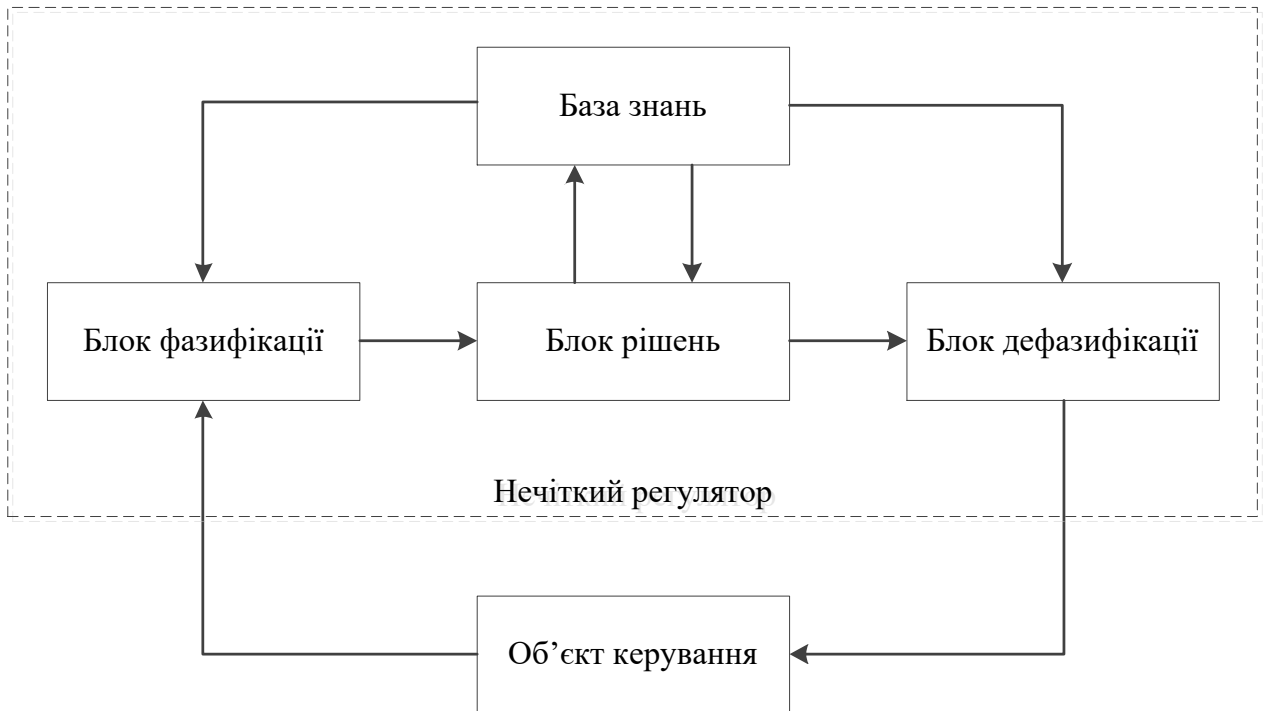 База знань
Блок фазифікації
Блок рішень
Блок дефазифікації
Нечіткий регулятор
Об’єкт керування